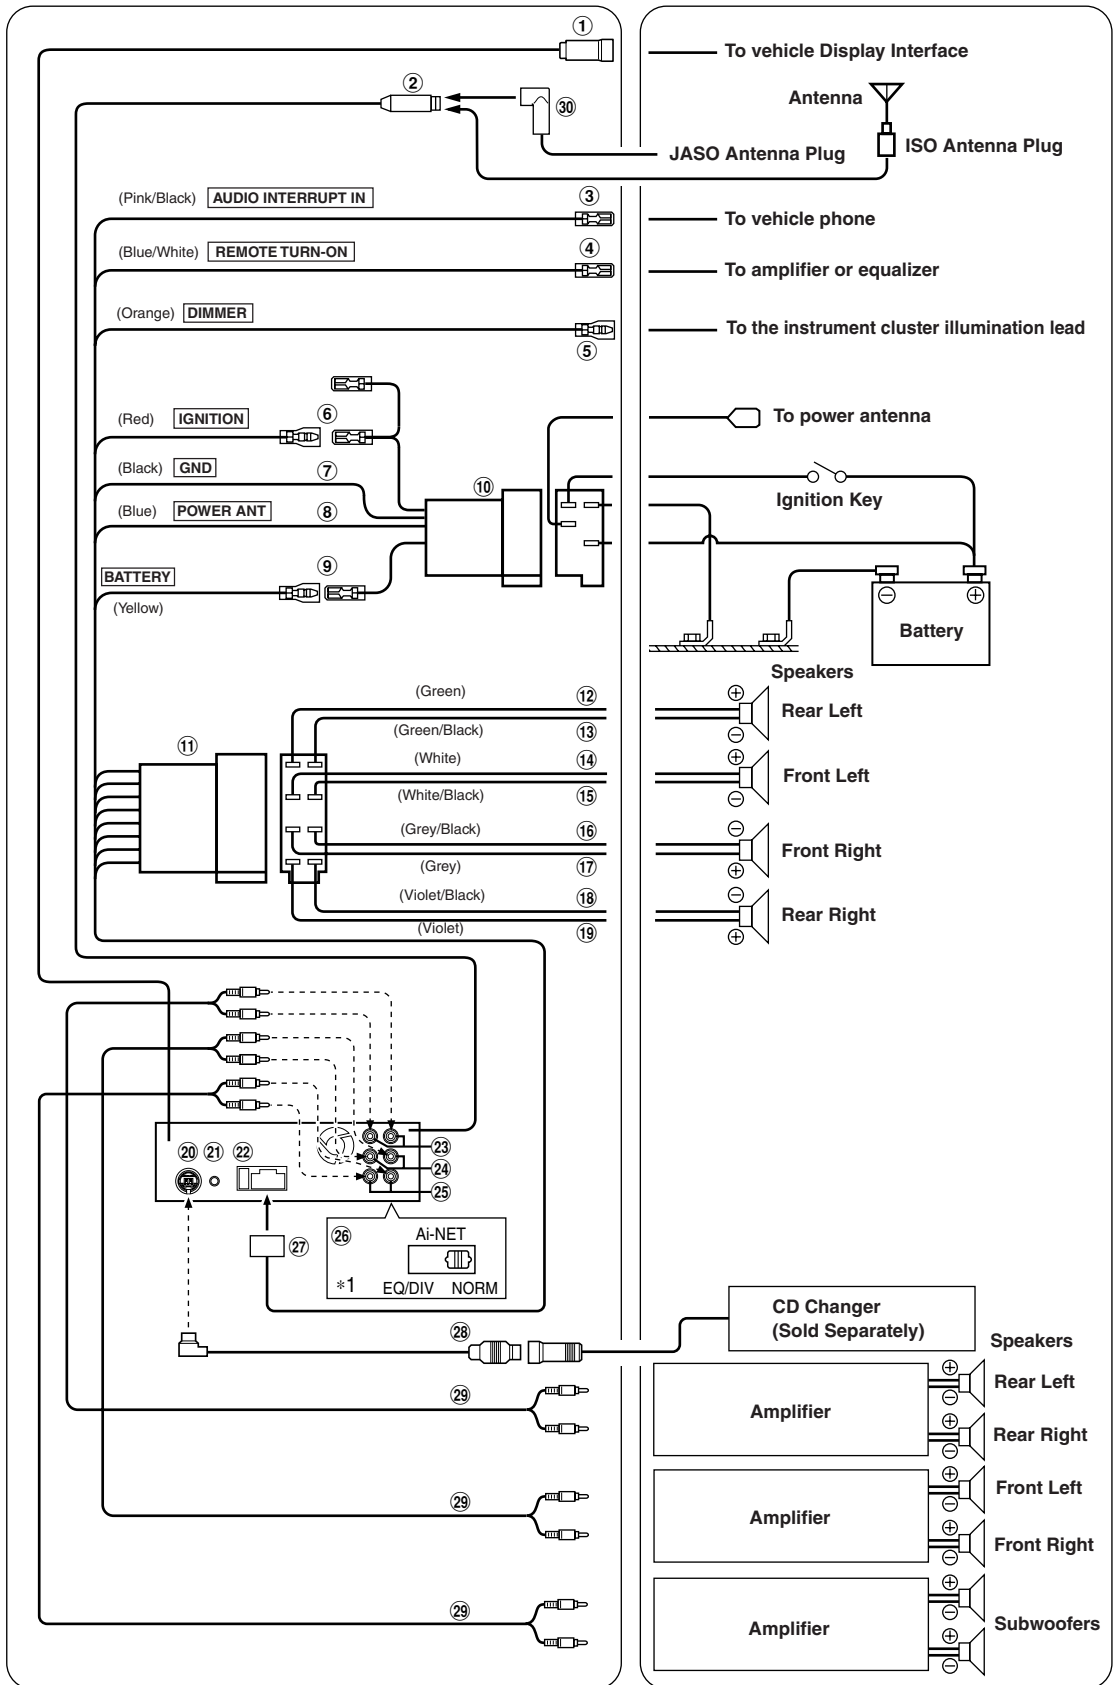 ①
To vehicle Display Interface
②
㉚
Antenna
JASO Antenna Plug
ISO Antenna Plug
(Pink/Black) AUDIO INTERRUPT IN
③
To vehicle phone
(Blue/White) REMOTE TURN-ON
④
To amplifier or equalizer
(Orange) DIMMER
⑤
To the instrument cluster illumination lead
(Red) IGNITION
⑥
To power antenna
(Black) GND
⑦
⑩
Ignition Key
(Blue) POWER ANT
⑧
BATTERY
⑨
(Yellow)
⊖ ⊕
Battery
Speakers
(Green)
⑫
⊕
Rear Left
(Green/Black)
⑬
⊖
⑪
(White)
⑭
⊕
Front Left
(White/Black)
⑮
⊖
(Grey/Black)
⑯
⊖
Front Right
(Grey)
⑰
⊕
(Violet/Black)
⑱
⊖
Rear Right
(Violet)
⑲
⊕
⑳ ㉑ ㉒
㉓
㉔
㉕
㉖
Ai-NET
*1 EQ/DIV NORM
㉗
㉘
CD Changer
(Sold Separately)
Speakers
㉙
Amplifier
⊕
Rear Left
⊖
⊕
Rear Right
⊖
㉙
Amplifier
⊕
Front Left
⊖
⊕
Front Right
⊖
㉙
Amplifier
⊕
⊖
Subwoofers
⊕
⊖